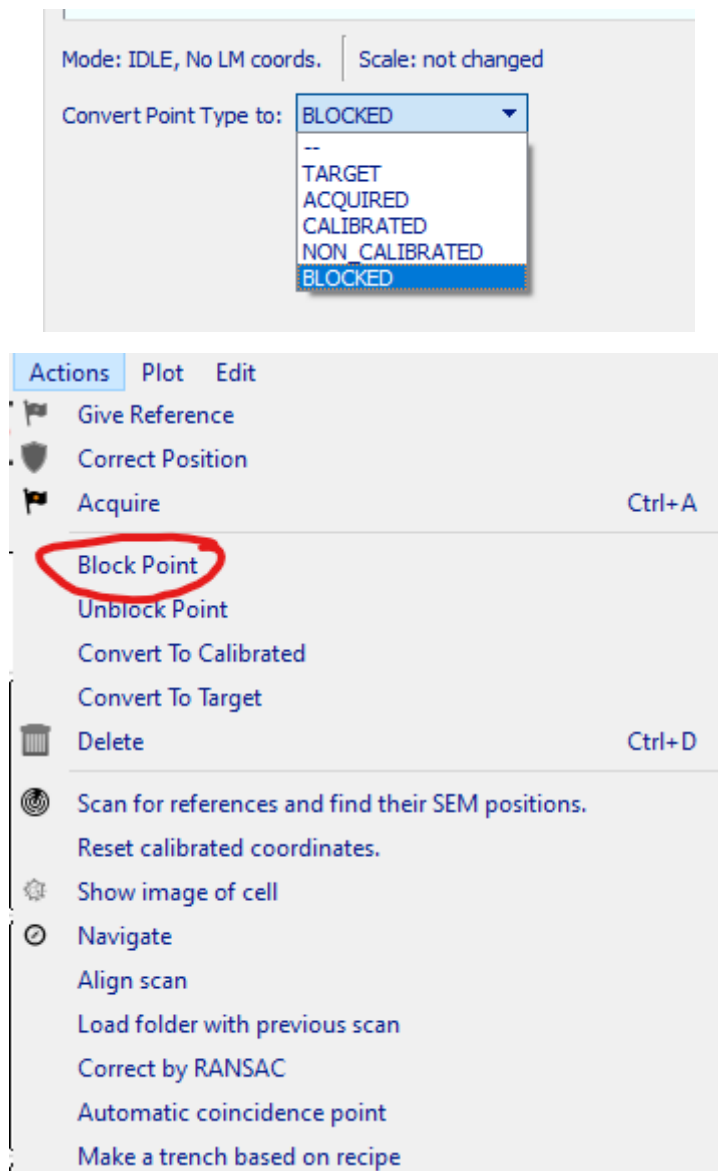 Mode: IDLE, No LM coords. Scale: not changed
Convert Point Type to: BLOCKED
--
TARGET
ACQUIRED
CALIBRATED
NON_CALIBRATED
BLOCKED
Actions Plot Edit
Give Reference
Correct Position
Acquire Ctrl+A
Block Point
Unblock Point
Convert To Calibrated
Convert To Target
Delete Ctrl+D
Scan for references and find their SEM positions.
Reset calibrated coordinates.
Show image of cell
Navigate
Align scan
Load folder with previous scan
Correct by RANSAC
Automatic coincidence point
Make a trench based on recipe